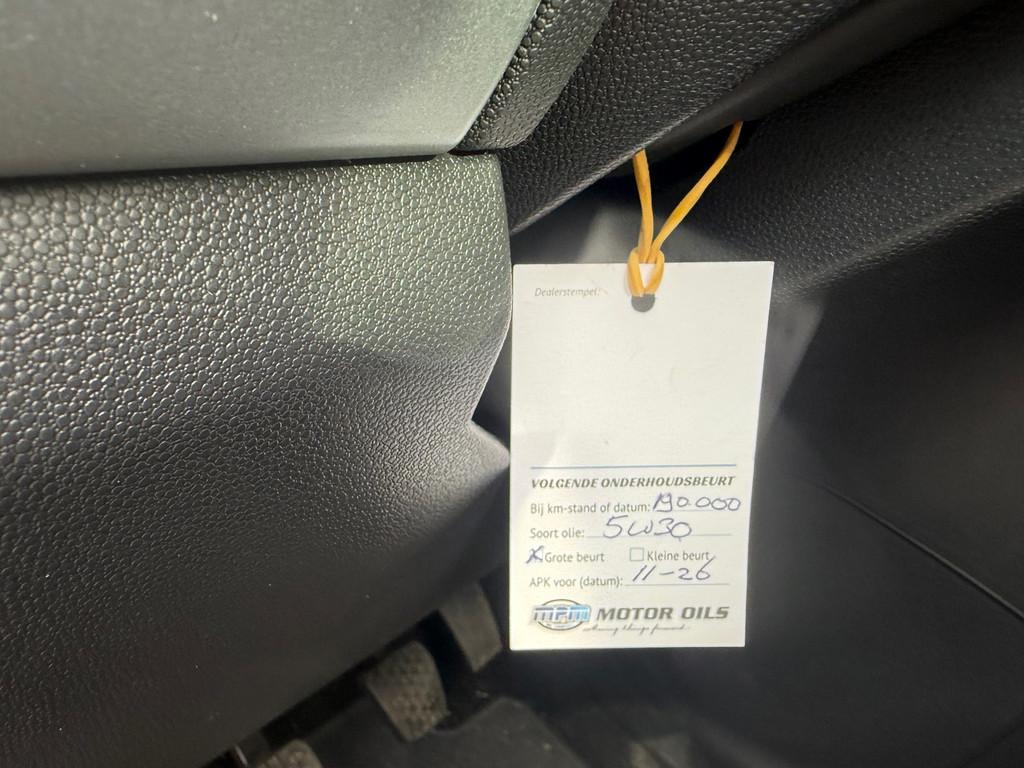 Dealerstempel:
VOLGENDE ONDERHOUDSBEURT
Bij km-stand of datum: 190.000
Soort olie: 5W30
X Grote beurt ☐ Kleine beurt
APK voor (datum): 11-26
MPM MOTOR OILS